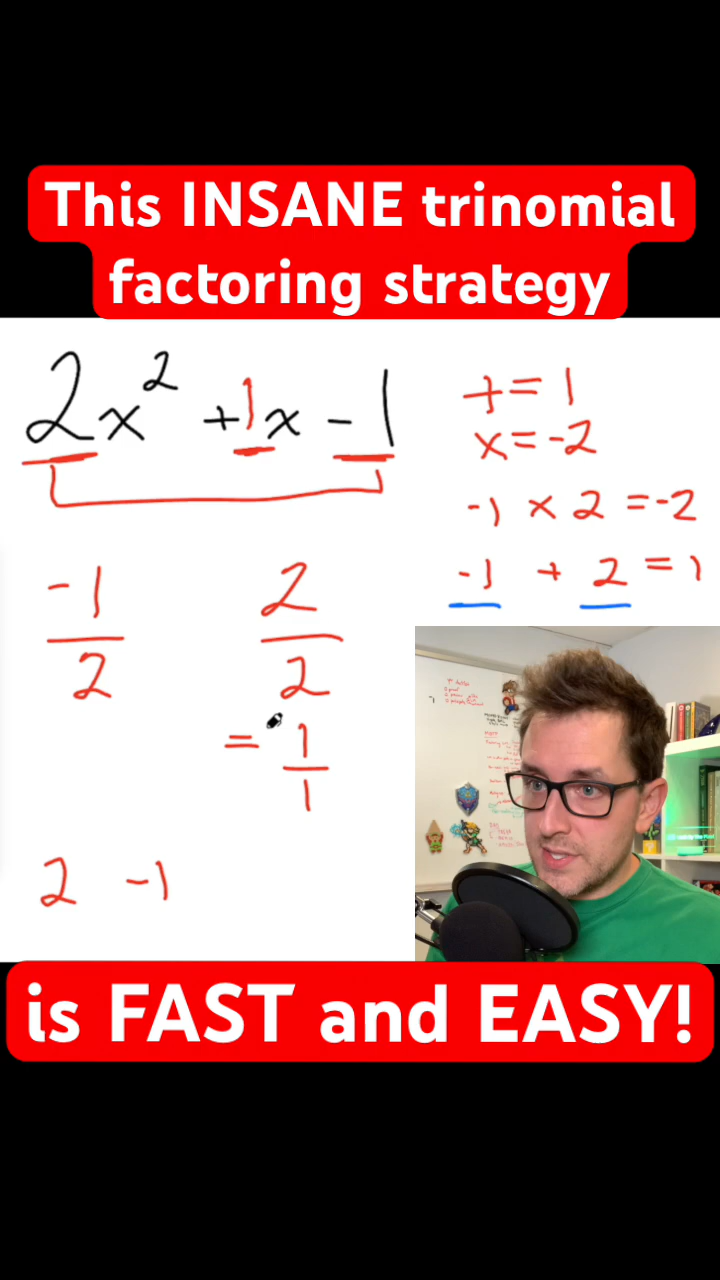 This INSANE trinomial
factoring strategy
2x² +1x -1
+= 1
x= -2
-1 x 2 =-2
-1 + 2 = 1
-1/2
2/2
= 1/1
2 -1
is FAST and EASY!